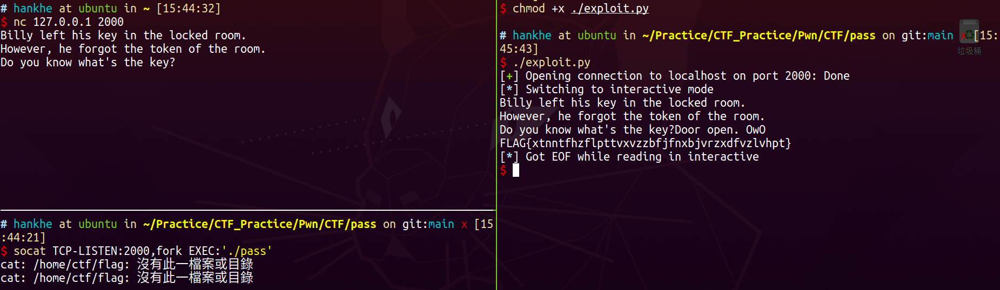 # hankhe at ubuntu in ~ [15:44:32]
$ nc 127.0.0.1 2000
Billy left his key in the locked room.
However, he forgot the token of the room.
Do you know what's the key?
# hankhe at ubuntu in ~/Practice/CTF_Practice/Pwn/CTF/pass on git:main x [15
:44:21]
$ socat TCP-LISTEN:2000,fork EXEC:'./pass'
cat: /home/ctf/flag: 沒有此一檔案或目錄
cat: /home/ctf/flag: 沒有此一檔案或目錄
$ chmod +x ./exploit.py
# hankhe at ubuntu in ~/Practice/CTF_Practice/Pwn/CTF/pass on git:main x [15:
45:43]
$ ./exploit.py
[+] Opening connection to localhost on port 2000: Done
[*] Switching to interactive mode
Billy left his key in the locked room.
However, he forgot the token of the room.
Do you know what's the key?Door open. OwO
FLAG{xtnntfhzflpttvxvzzbfjfnxbjvrzxdfvzlvhpt}
[*] Got EOF while reading in interactive
$
垃圾桶